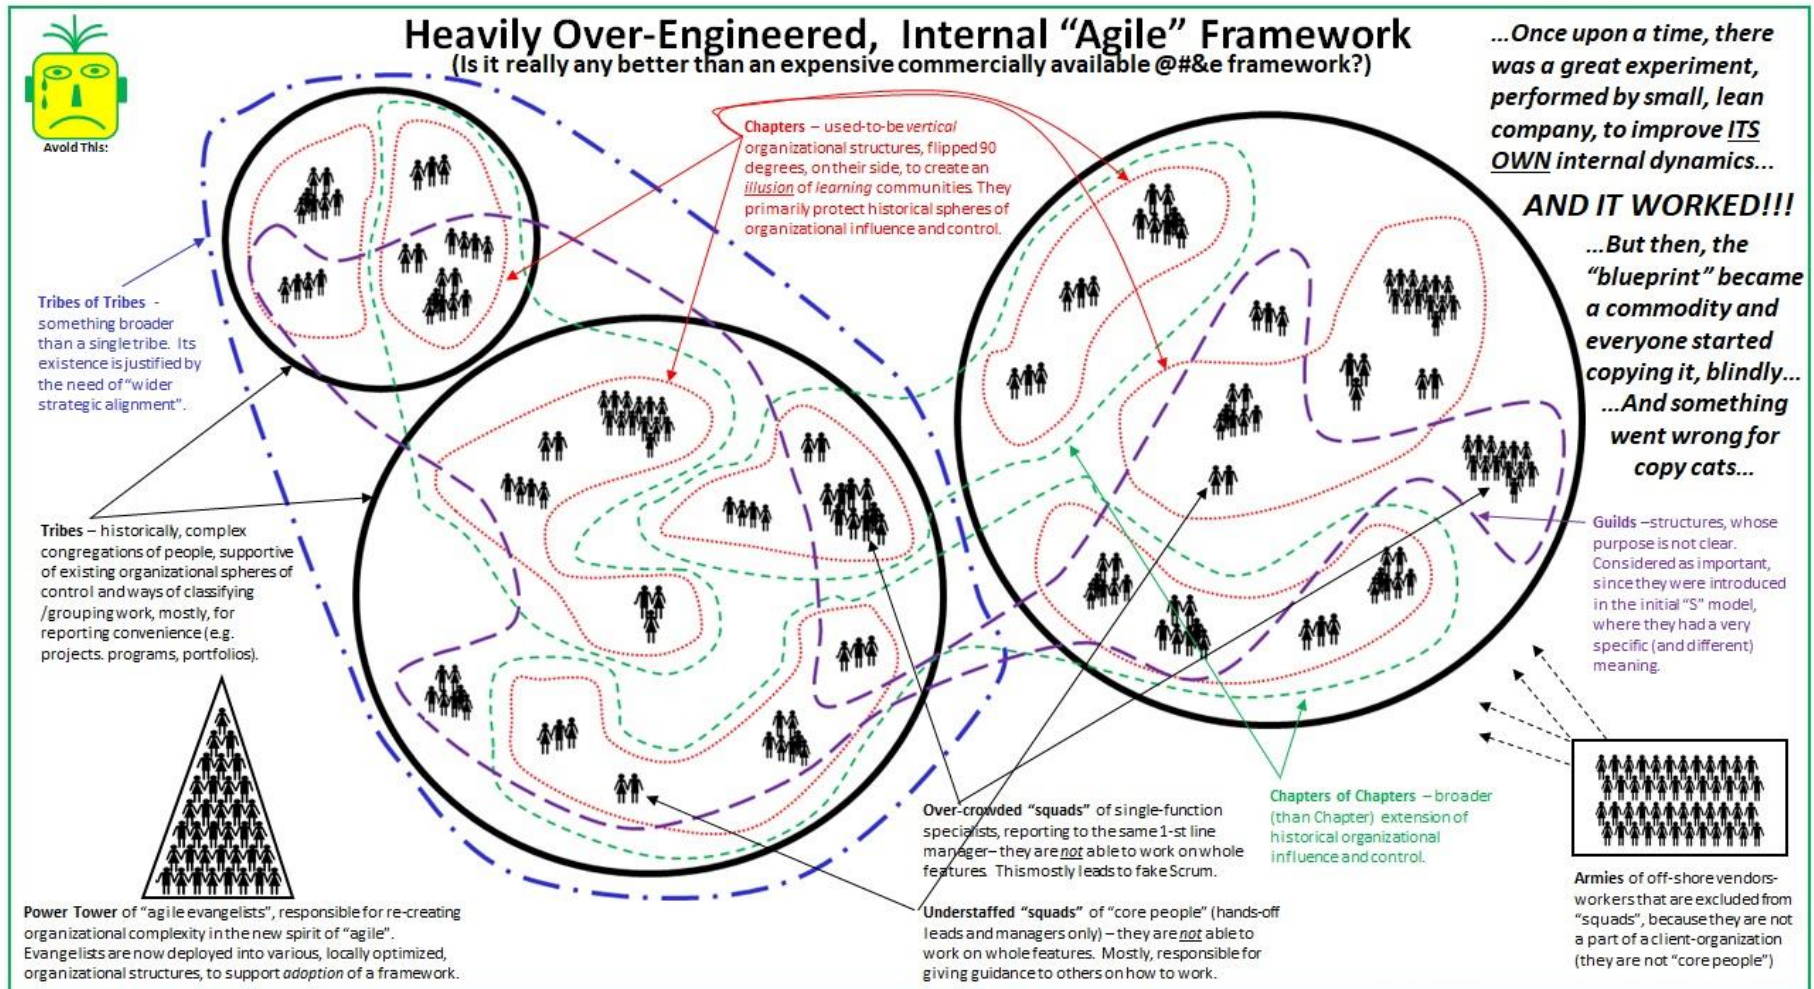 Heavily Over-Engineered, Internal “Agile” Framework
(Is it really any better than an expensive commercially available @#&e framework?)
Avoid This:
...Once upon a time, there
was a great experiment,
performed by small, lean
company, to improve ITS
OWN internal dynamics...
AND IT WORKED!!!
...But then, the
“blueprint” became
a commodity and
everyone started
copying it, blindly...
...And something
went wrong for
copy cats...
Chapters – used-to-be vertical
organizational structures, flipped 90
degrees, on their side, to create an
illusion of learning communities. They
primarily protect historical spheres of
organizational influence and control.
Tribes of Tribes -
something broader
than a single tribe. Its
existence is justified by
the need of “wider
strategic alignment”.
Tribes – historically, complex
congregations of people, supportive
of existing organizational spheres of
control and ways of classifying
/grouping work, mostly, for
reporting convenience (e.g.
projects. programs, portfolios).
Guilds –structures, whose
purpose is not clear.
Considered as important,
since they were introduced
in the initial “S” model,
where they had a very
specific (and different)
meaning.
Power Tower of “agile evangelists”, responsible for re-creating
organizational complexity in the new spirit of “agile”.
Evangelists are now deployed into various, locally optimized,
organizational structures, to support adoption of a framework.
Over-crowded “squads” of single-function
specialists, reporting to the same 1-st line
manager– they are not able to work on whole
features. This mostly leads to fake Scrum.
Understaffed “squads” of “core people” (hands-off
leads and managers only) – they are not able to
work on whole features. Mostly, responsible for
giving guidance to others on how to work.
Chapters of Chapters – broader
(than Chapter) extension of
historical organizational
influence and control.
Armies of off-shore vendors-
workers that are excluded from
“squads”, because they are not
a part of a client-organization
(they are not “core people”)